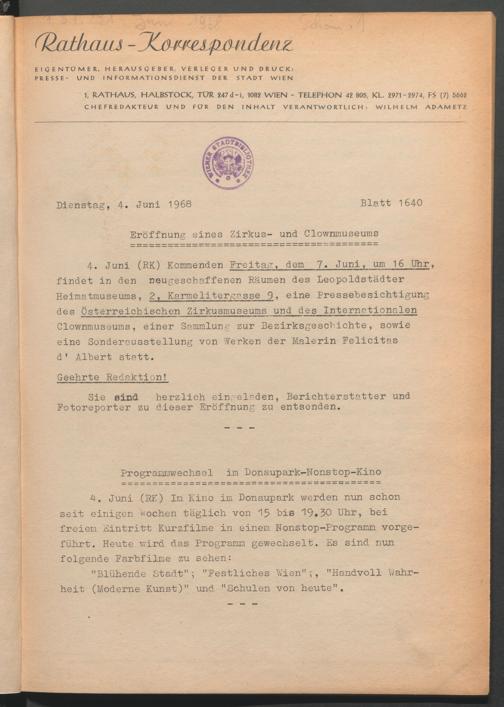 Rathaus-Korrespondenz
EIGENTÜMER, HERAUSGEBER, VERLEGER UND DRUCK:
PRESSE- UND INFORMATIONSDIENST DER STADT WIEN
1, RATHAUS, HALBSTOCK, TÜR 247 d-i, 1082 WIEN - TELEPHON 42 805, KL. 2971-2974, FS (7) 5662
CHEFREDAKTEUR UND FÜR DEN INHALT VERANTWORTLICH: WILHELM ADAMETZ
WIENER STADTBIBLIOTHEK
Dienstag, 4. Juni 1968 Blatt 1640
Eröffnung eines Zirkus- und Clownmuseums
4. Juni (RK) Kommenden Freitag, dem 7. Juni, um 16 Uhr,
findet in den neugeschaffenen Räumen des Leopoldstädter
Heimatmuseums, 2, Karmelitergasse 9, eine Pressebesichtigung
des Österreichischen Zirkusmuseums und des Internationalen
Clownmuseums, einer Sammlung zur Bezirksgeschichte, sowie
eine Sonderausstellung von Werken der Malerin Felicitas
d' Albert statt.
Geehrte Redaktion!
Sie sind herzlich eingeladen, Berichterstatter und
Fotoreporter zu dieser Eröffnung zu entsenden.
- - -
Programmwechsel im Donaupark-Nonstop-Kino
4. Juni (RK) In Kino im Donaupark werden nun schon
seit einigen Wochen täglich von 15 bis 19.30 Uhr, bei
freiem Eintritt Kurzfilme in einem Nonstop-Programm vorge-
führt. Heute wird das Programm gewechselt. Es sind nun
folgende Farbfilme zu sehen:
"Blühende Stadt"; "Festliches Wien";, "Handvoll Wahr-
heit (Moderne Kunst)" und "Schulen von heute".
- - -